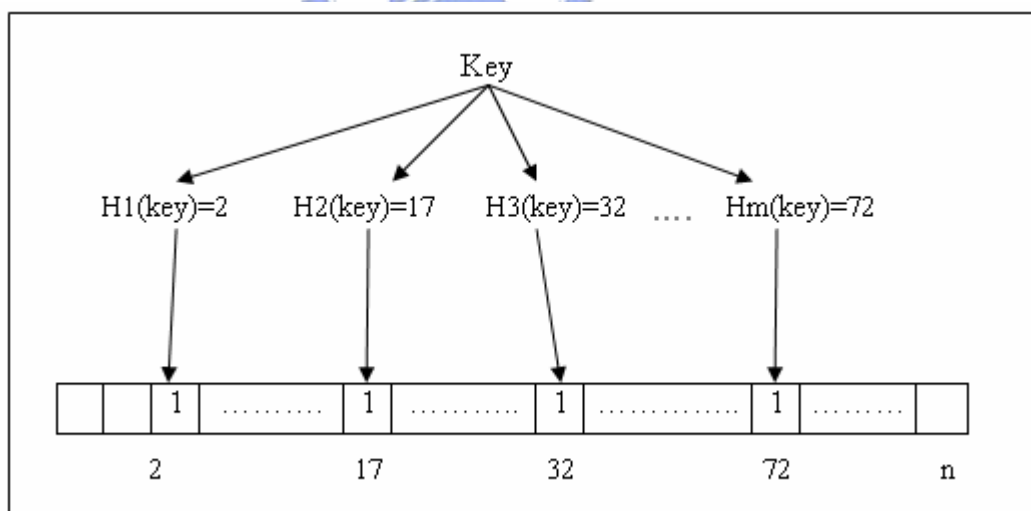 Key
H1(key)=2 H2(key)=17 H3(key)=32 .... Hm(key)=72
1 ………. 1 ……….. 1 ………….. 1 ………
2 17 32 72 n